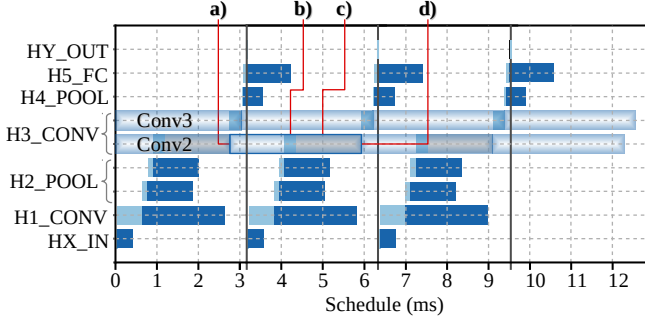 a) b) c) d)
HY_OUT
H5_FC
H4_POOL
Conv3
H3_CONV
Conv2
H2_POOL
H1_CONV
HX_IN
0 1 2 3 4 5 6 7 8 9 10 11 12
Schedule (ms)